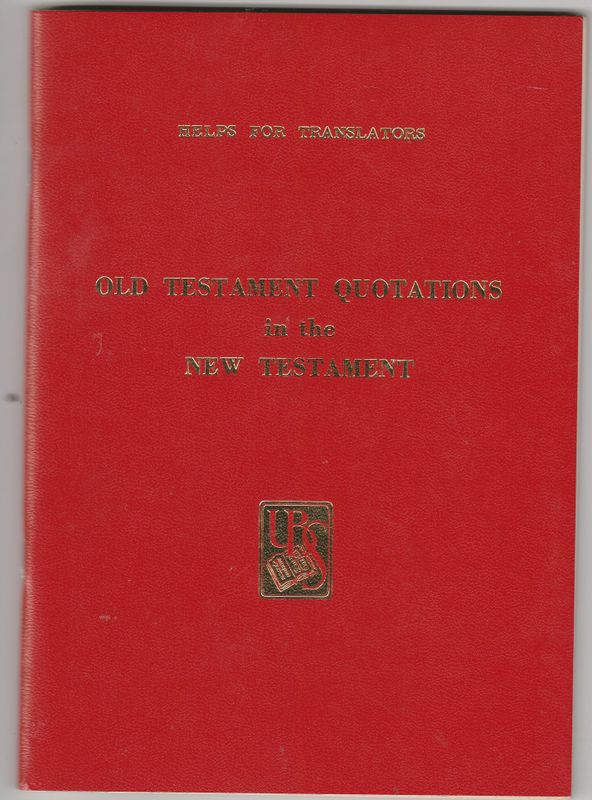 HELPS FOR TRANSLATORS
OLD TESTAMENT QUOTATIONS
in the
NEW TESTAMENT
UBS